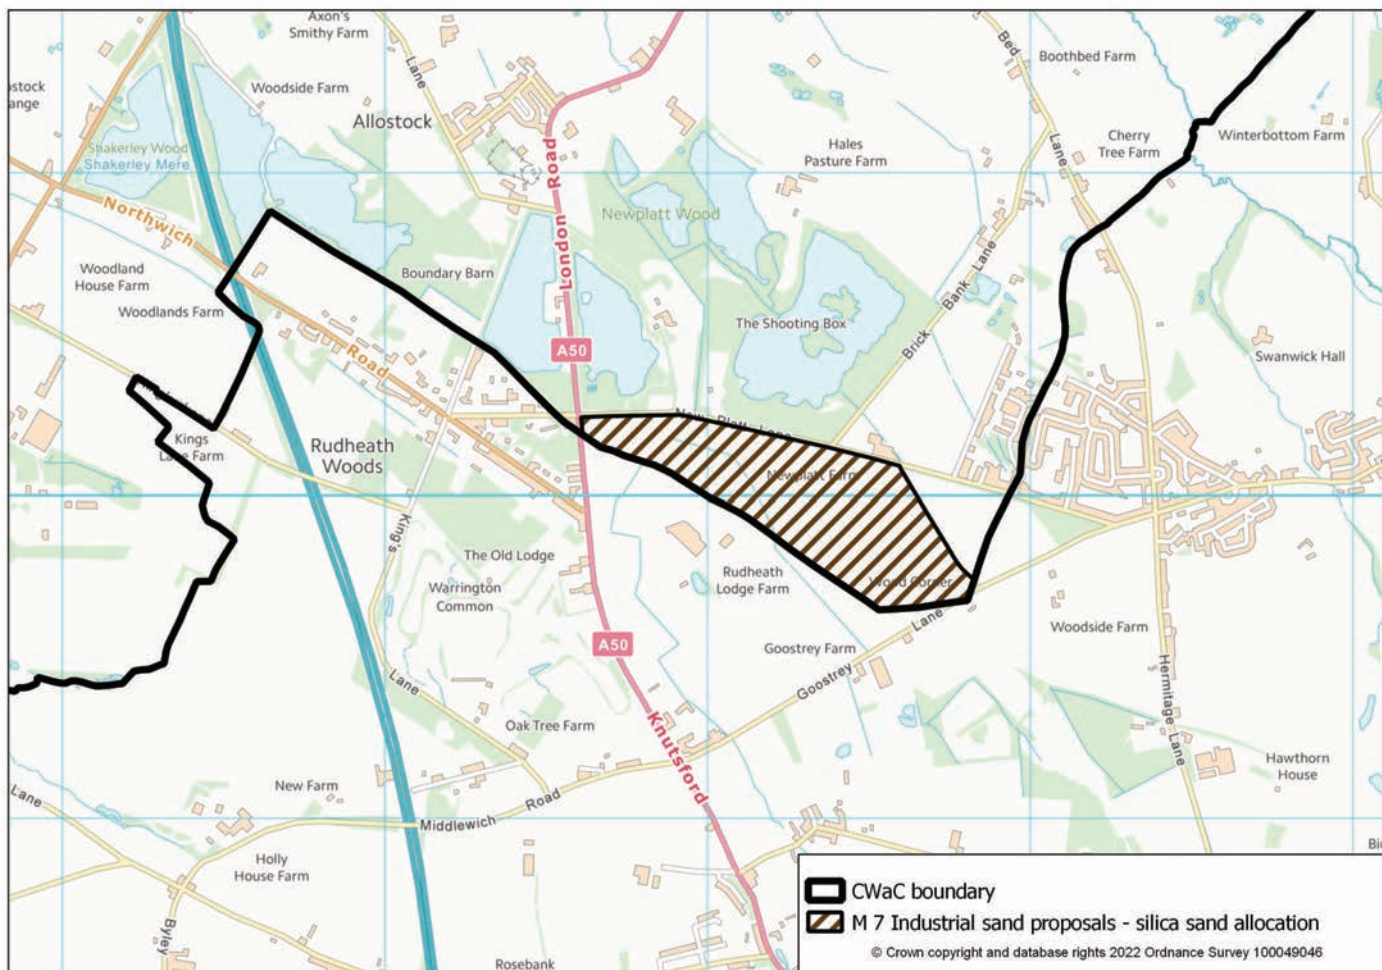 Axon's
Smithy Farm
Woodside Farm
Allostock
Lane
Shakerley Wood
Shakerley Mere
Northwich
Road
Woodland
House Farm
Woodlands Farm
Boundary Barn
London Road
A50
Newplatt Wood
Hales
Pasture Farm
The Shooting Box
Brick Bank Lane
Bed
Lane
Boothbed Farm
Cherry
Tree Farm
Winterbottom Farm
Swanwick Hall
Kings
Lane Farm
Rudheath
Woods
King's
Lane
New Platt Lane
Newplatt Farm
Wood Corner
The Old Lodge
Warrington
Common
Rudheath
Lodge Farm
A50
Goostrey Farm
Goostrey
Lane
Woodside Farm
Hermitage Lane
Hawthorn
House
Oak Tree Farm
Knutsford
New Farm
Middlewich
Road
Lane
Holly
House Farm
Byley
Rosebank
CWaC boundary
M 7 Industrial sand proposals - silica sand allocation
© Crown copyright and database rights 2022 Ordnance Survey 100049046